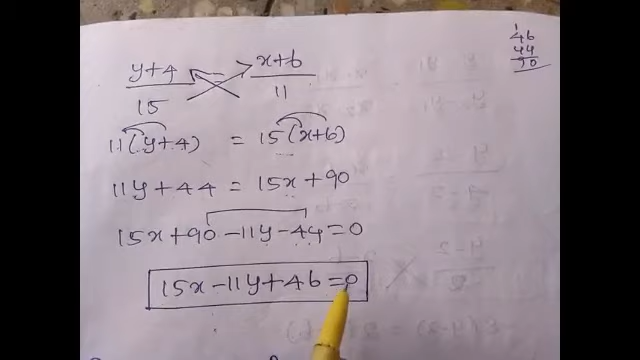 (y+4)/15 = (x+6)/11
11(y+4) = 15(x+6)
11y+44 = 15x+90
15x+90-11y-44=0
15x-11y+46=0
1
46
44
90